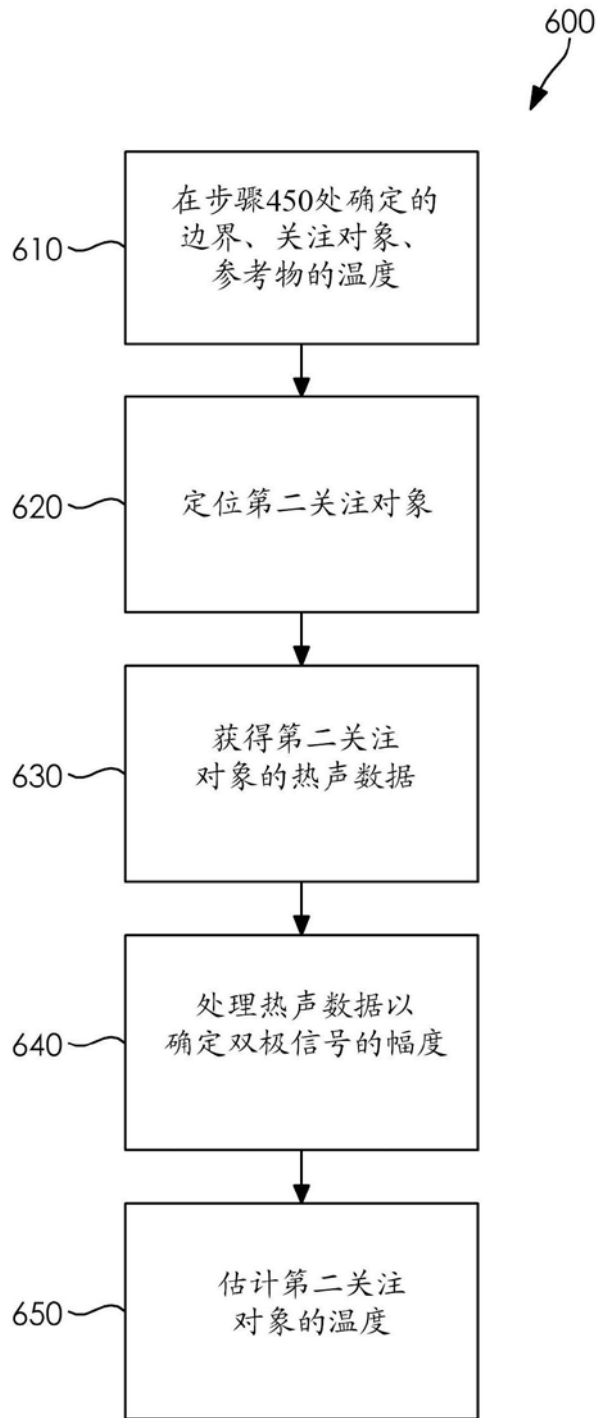 600
610
在步骤450处确定的
边界、关注对象、
参考物的温度
620
定位第二关注对象
630
获得第二关注
对象的热声数据
640
处理热声数据以
确定双极信号的幅度
650
估计第二关注
对象的温度